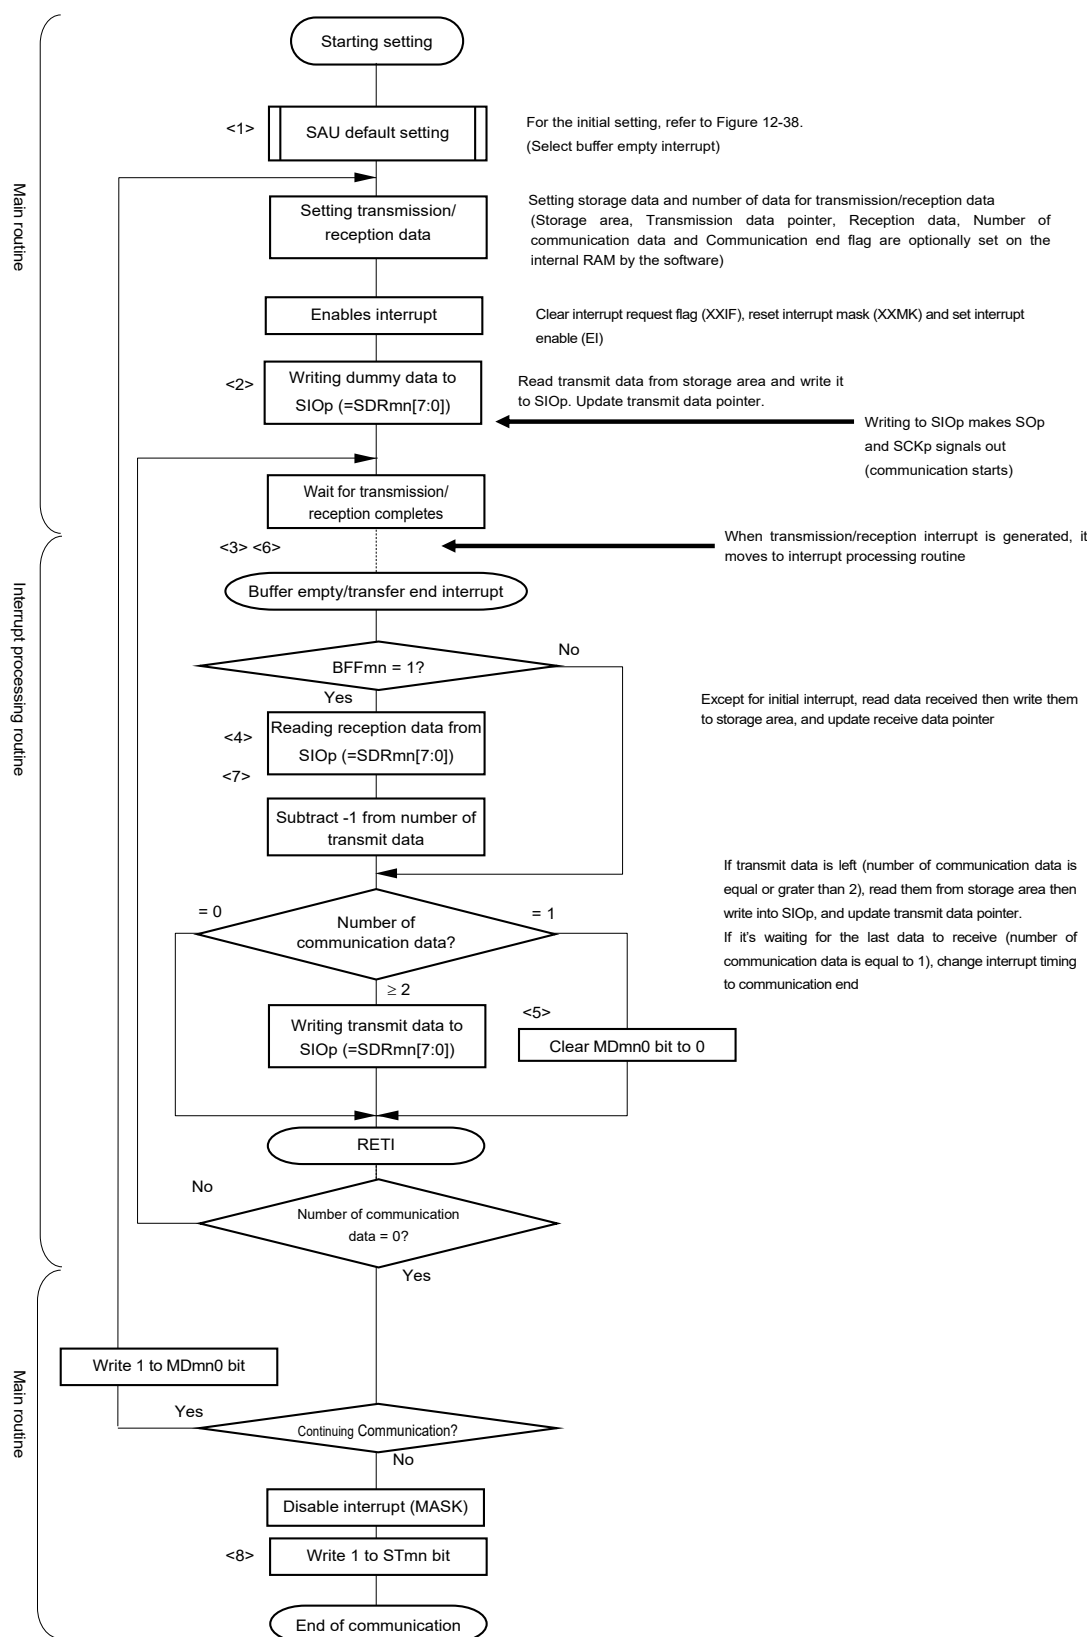 Starting setting
<1>
SAU default setting
For the initial setting, refer to Figure 12-38.
(Select buffer empty interrupt)
Main routine
Setting transmission/
reception data
Setting storage data and number of data for transmission/reception data
(Storage area, Transmission data pointer, Reception data, Number of
communication data and Communication end flag are optionally set on the
internal RAM by the software)
Enables interrupt
Clear interrupt request flag (XXIF), reset interrupt mask (XXMK) and set interrupt
enable (EI)
<2>
Writing dummy data to
SIOp (=SDRmn[7:0])
Read transmit data from storage area and write it
to SIOp. Update transmit data pointer.
Writing to SIOp makes SOp
and SCKp signals out
(communication starts)
Wait for transmission/
reception completes
<3> <6>
When transmission/reception interrupt is generated, it
moves to interrupt processing routine
Interrupt processing routine
Buffer empty/transfer end interrupt
BFFmn = 1?
No
Yes
Except for initial interrupt, read data received then write them
to storage area, and update receive data pointer
<4>
Reading reception data from
SIOp (=SDRmn[7:0])
<7>
Subtract -1 from number of
transmit data
If transmit data is left (number of communication data is
equal or grater than 2), read them from storage area then
write into SIOp, and update transmit data pointer.
If it's waiting for the last data to receive (number of
communication data is equal to 1), change interrupt timing
to communication end
= 0
Number of
communication data?
= 1
≥ 2
<5>
Writing transmit data to
SIOp (=SDRmn[7:0])
Clear MDmn0 bit to 0
RETI
No
Number of communication
data = 0?
Yes
Main routine
Write 1 to MDmn0 bit
Yes
Continuing Communication?
No
Disable interrupt (MASK)
<8>
Write 1 to STmn bit
End of communication